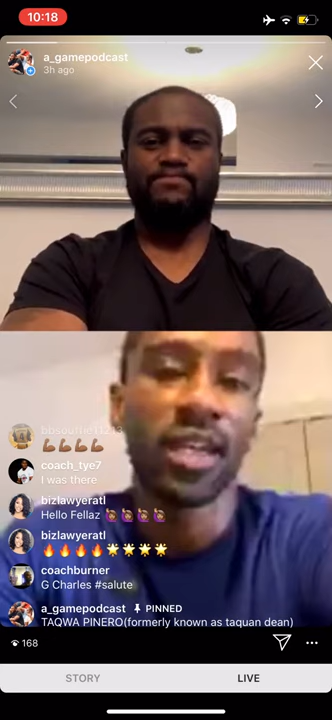 10:18
a_gamepodcast
3h ago
coach_tye7
I was there
bizlawyeratl
Hello Fellaz 🙋🏽‍♀️🙋🏽‍♀️🙋🏽‍♀️🙋🏽‍♀️
bizlawyeratl
🔥🔥🔥🔥🌟🌟🌟🌟
coachburner
G Charles #salute
a_gamepodcast PINNED
TAQWA PINERO(formerly known as taquan dean)
168
STORY LIVE